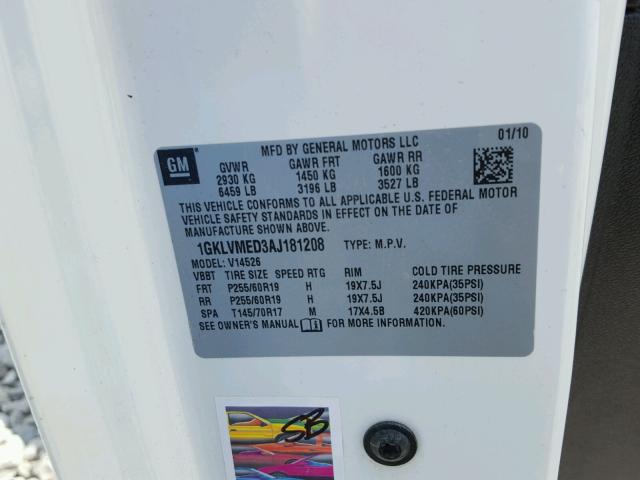 GM
MFD BY GENERAL MOTORS LLC 01/10
GVWR GAWR FRT GAWR RR
2930 KG 1450 KG 1600 KG
6459 LB 3196 LB 3527 LB
THIS VEHICLE CONFORMS TO ALL APPLICABLE U.S. FEDERAL MOTOR
VEHICLE SAFETY STANDARDS IN EFFECT ON THE DATE OF
MANUFACTURE SHOWN ABOVE.
1GKLVMED3AJ181208 TYPE: M.P.V.
MODEL: V14526
VBBT TIRE SIZE SPEED RTG RIM COLD TIRE PRESSURE
FRT P255/60R19 H 19X7.5J 240KPA(35PSI)
RR P255/60R19 H 19X7.5J 240KPA(35PSI)
SPA T145/70R17 M 17X4.5B 420KPA(60PSI)
SEE OWNER'S MANUAL FOR MORE INFORMATION.
SB